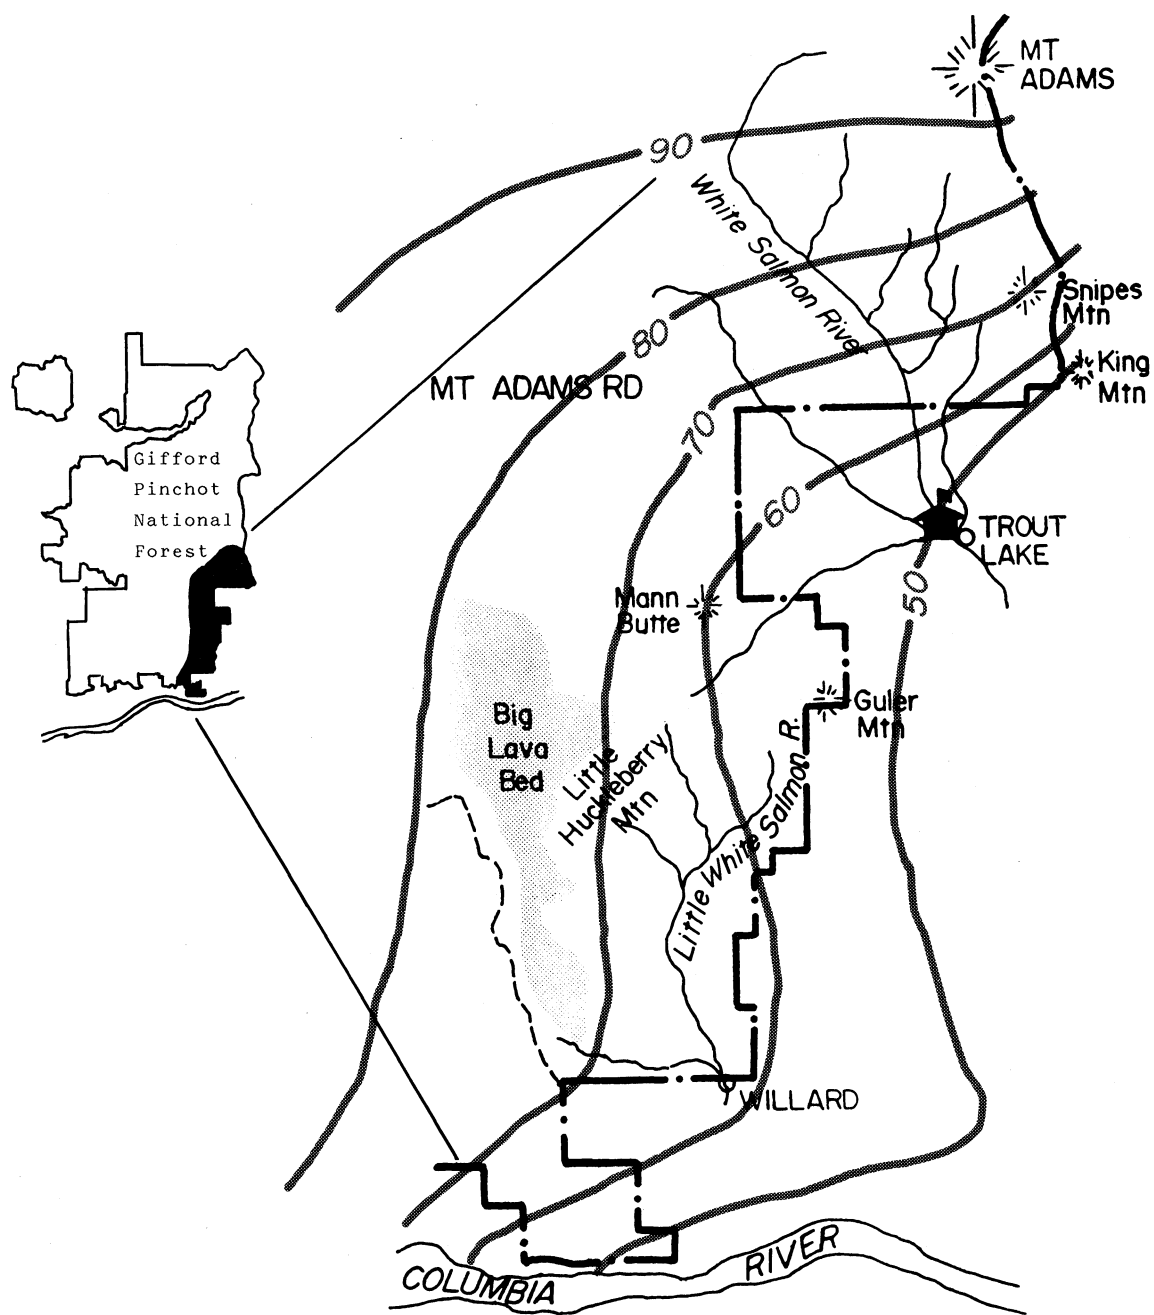 MT
ADAMS
90
White Salmon River
Snipes
Mtn
80
King
Mtn
MT ADAMS RD
70
Gifford
Pinchot
National
Forest
60
TROUT
LAKE
50
Mann
Butte
Guler
Mtn
Big
Lava
Bed
Little
Huckleberry
Mtn
Little White Salmon R.
WILLARD
COLUMBIA RIVER